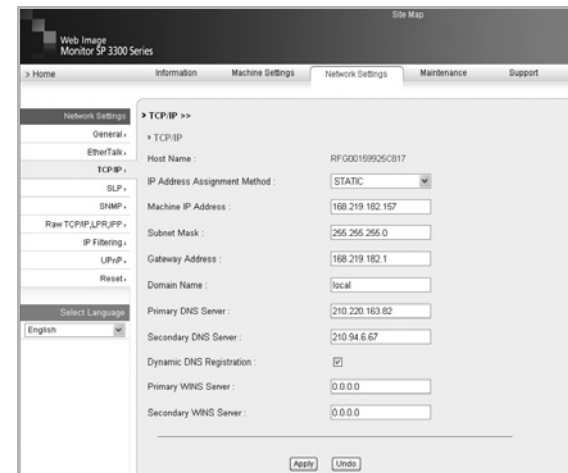 Site Map
Web Image
Monitor SP 3300 Series
> Home Information Machine Settings Network Settings Maintenance Support
Network Settings
General
EtherTalk
TCP/IP
SLP
SNMP
Raw TCP/IP,LPR,IPP
IP Filtering
UPnP
Reset
Select Language
English
> TCP/IP >>
> TCP/IP
Host Name : RFG00159925C817
IP Address Assignment Method : STATIC
Machine IP Address : 168.219.182.157
Subnet Mask : 255.255.255.0
Gateway Address : 168.219.182.1
Domain Name : local
Primary DNS Server : 210.220.163.82
Secondary DNS Server : 210.94.6.67
Dynamic DNS Registration :
Primary WINS Server : 0.0.0.0
Secondary WINS Server : 0.0.0.0
Apply Undo